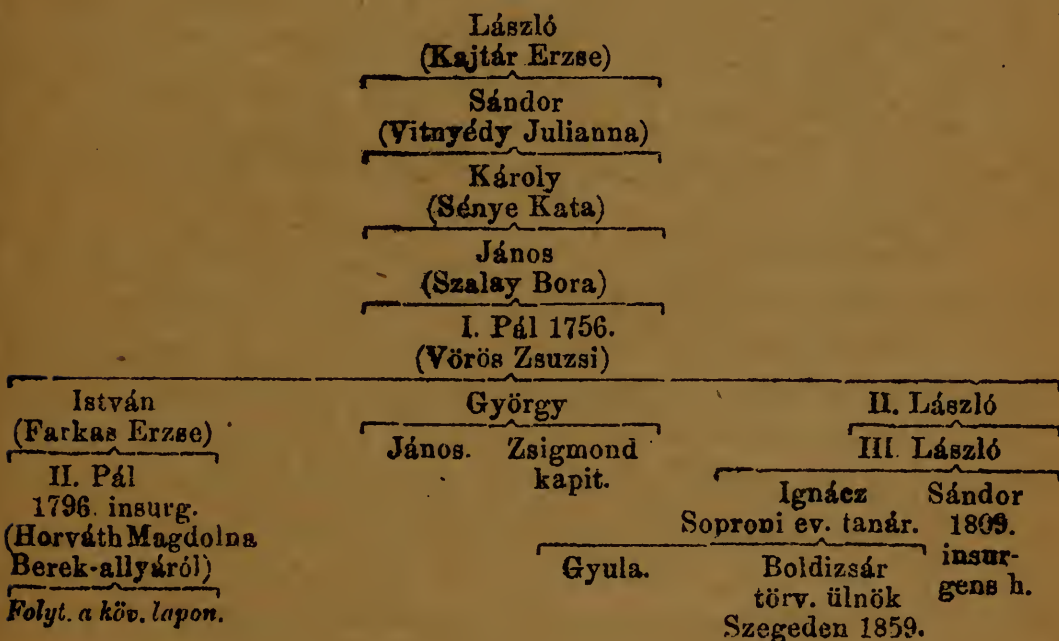 László
(Kajtár Erzse)
Sándor
(Vitnyédy Julianna)
Károly
(Sénye Kata)
János
(Szalay Bora)
I. Pál 1756.
(Vörös Zsuzsi)
István György II. László
(Farkas Erzse)
János. Zsigmond III. László
kapit.
II. Pál
1796. insurg.
(Horváth Magdolna
Berek-allyáról)
Folyt. a köv. lapon.
Ignácz Sándor
Soproni ev. tanár. 1809.
insur-
gens h.
Gyula. Boldizsár
törv. ülnök
Szegeden 1859.